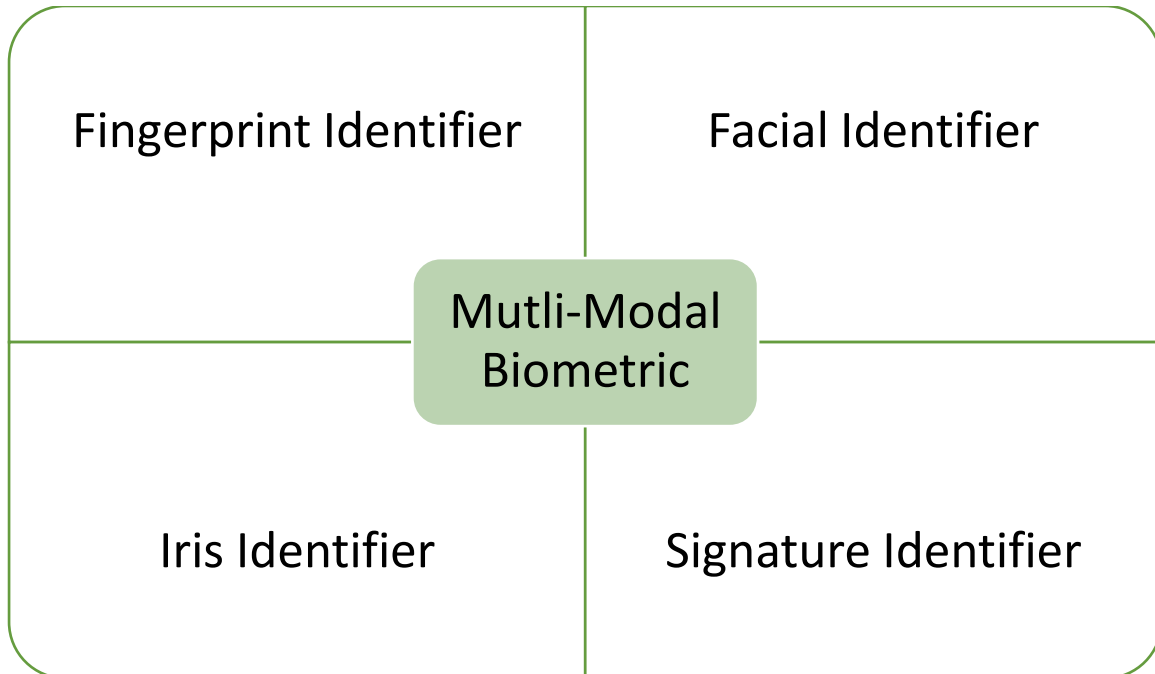 Fingerprint Identifier
Facial Identifier
Mutli-Modal
Biometric
Iris Identifier
Signature Identifier